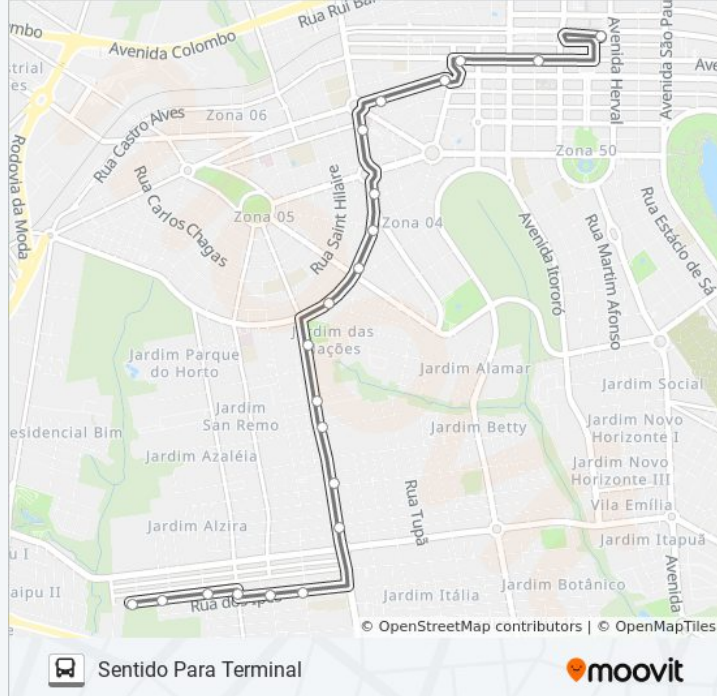 Rua Rui Ba
mbo
Avenida Colombo
Avenida Herval
Avenida São Pau
Ave
strial
es
Rua Castro Alves
Zona 06
Rodovia da Moda
Zona 50
Rua Saint Hilaire
Rua Carlos Chagas
Zona 05
Zona 04
Avenida Itororó
Rua Martim Afonso
Rua Estácio de Sá
Jardim das
Nações
Jardim Parque
do Horto
Jardim Alamar
Jardim Social
Jardim
San Remo
Jardim Betty
Jardim Novo
Horizonte I
esidencial Bim
Jardim Azaléia
Jardim Novo
Horizonte III
Rua Tupã
Vila Emília
Jardim Alzira
Jardim Itapuã
u I
aipu II
Rua dos Ipês
Jardim Itália
Jardim Botânico
Avenida
© OpenStreetMap contributors | © OpenMapTiles
Sentido Para Terminal
moovit